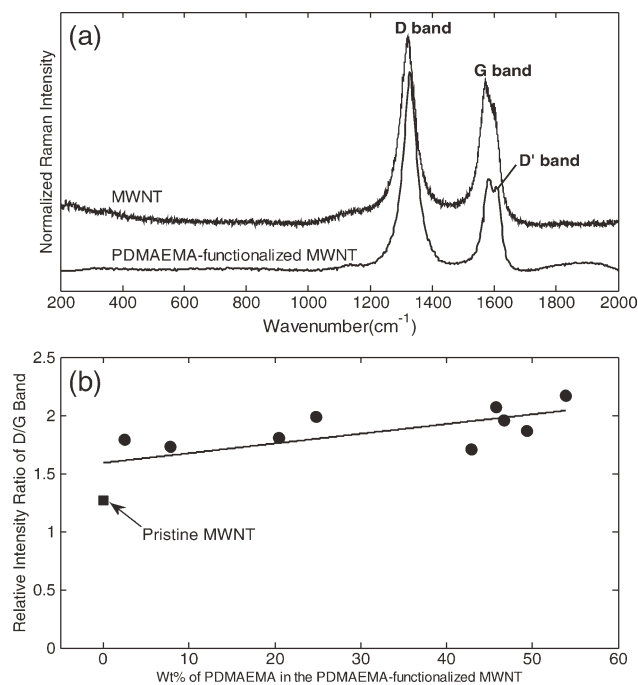 (a)
D band
G band
D' band
MWNT
PDMAEMA-functionalized MWNT
Normalized Raman Intensity
200 400 600 800 1000 1200 1400 1600 1800 2000
Wavenumber(cm⁻¹)
(b)
2.5
2
1.5
1
0.5
0
Pristine MWNT
Relative Intensity Ratio of D/G Band
0 10 20 30 40 50 60
Wt% of PDMAEMA in the PDMAEMA-functionalized MWNT